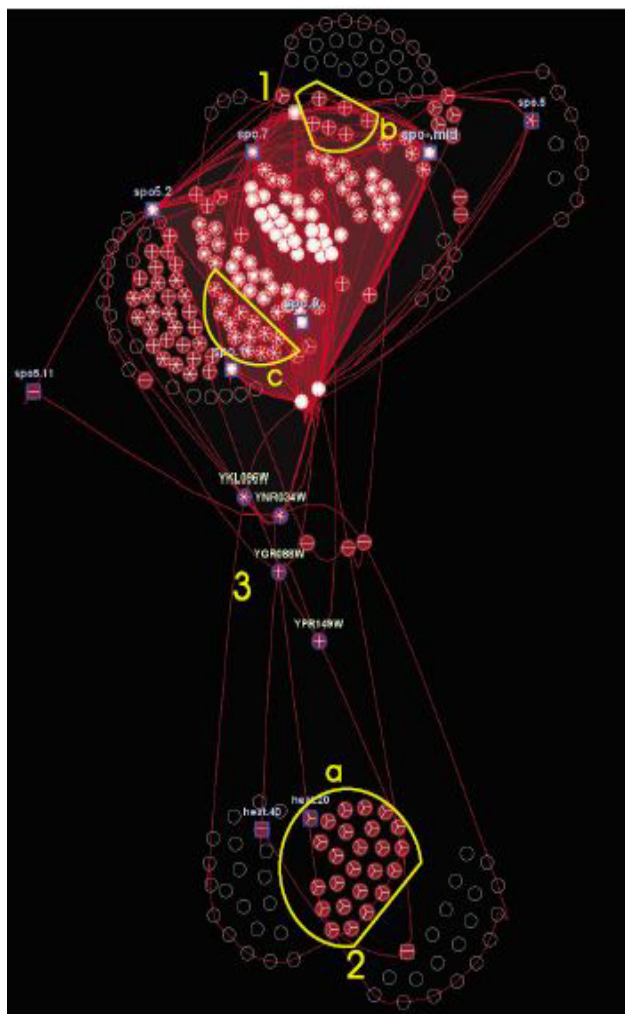 1
b
spo.5
spo.7
spo-.mid
spo5.2
c
spo5.11
YKL096W
YNR034W
YGR088W
3
YPR149W
a
heat.20
heat.40
2